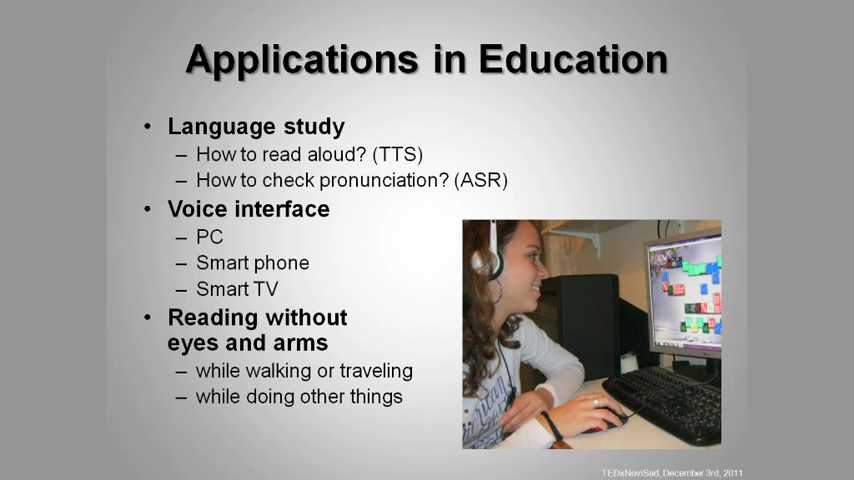 Applications in Education
• Language study
– How to read aloud? (TTS)
– How to check pronunciation? (ASR)
• Voice interface
– PC
– Smart phone
– Smart TV
• Reading without
eyes and arms
– while walking or traveling
– while doing other things
TEDxNoviSad, December 3rd, 2011